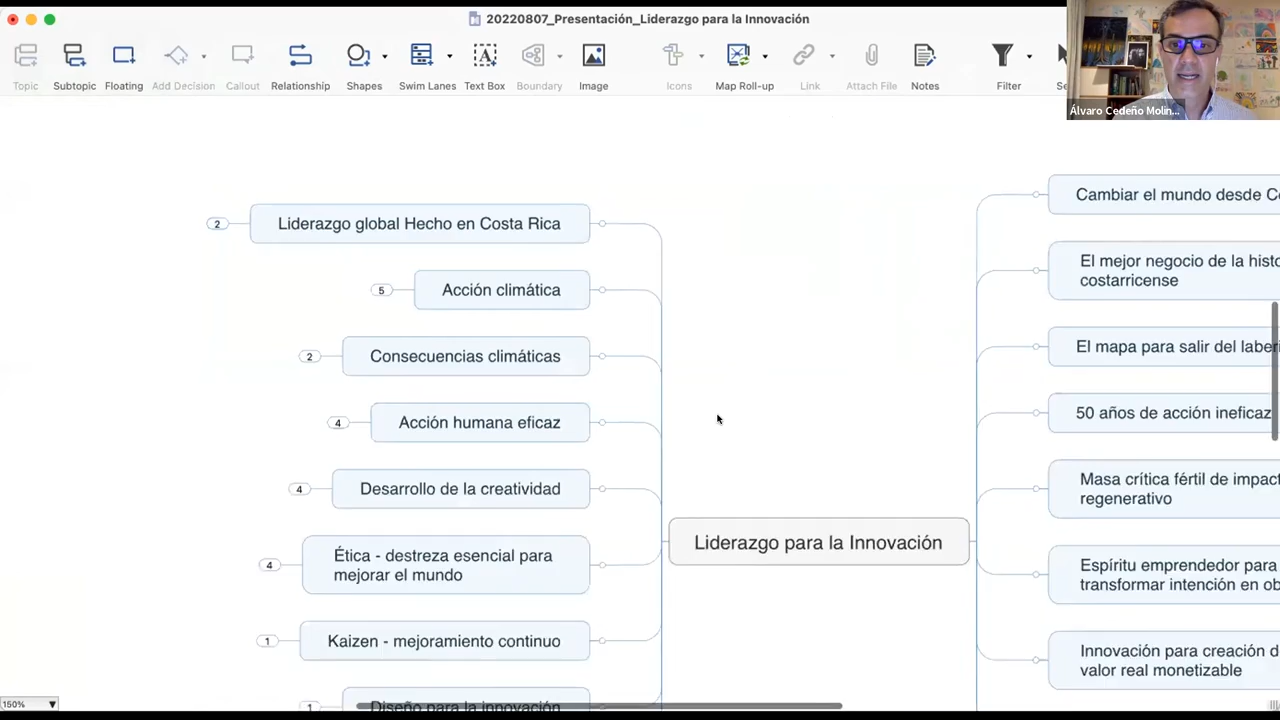 20220807_Presentación_Liderazgo para la Innovación
Topic
Subtopic
Floating
Add Decision
Callout
Relationship
Shapes
Swim Lanes
Text Box
Boundary
Image
Icons
Map Roll-up
Link
Attach File
Notes
Filter
Álvaro Cedeño Molin...
2
Liderazgo global Hecho en Costa Rica
5
Acción climática
2
Consecuencias climáticas
4
Acción humana eficaz
4
Desarrollo de la creatividad
4
Ética - destreza esencial para
mejorar el mundo
1
Kaizen - mejoramiento continuo
1
Diseño para la innovación
Liderazgo para la Innovación
Cambiar el mundo desde
El mejor negocio de la
costarricense
El mapa para salir del
50 años de acción ineficaz
Masa crítica fértil de
regenerativo
Espíritu emprendedor para
transformar intención en
Innovación para creación
valor real monetizable
150%